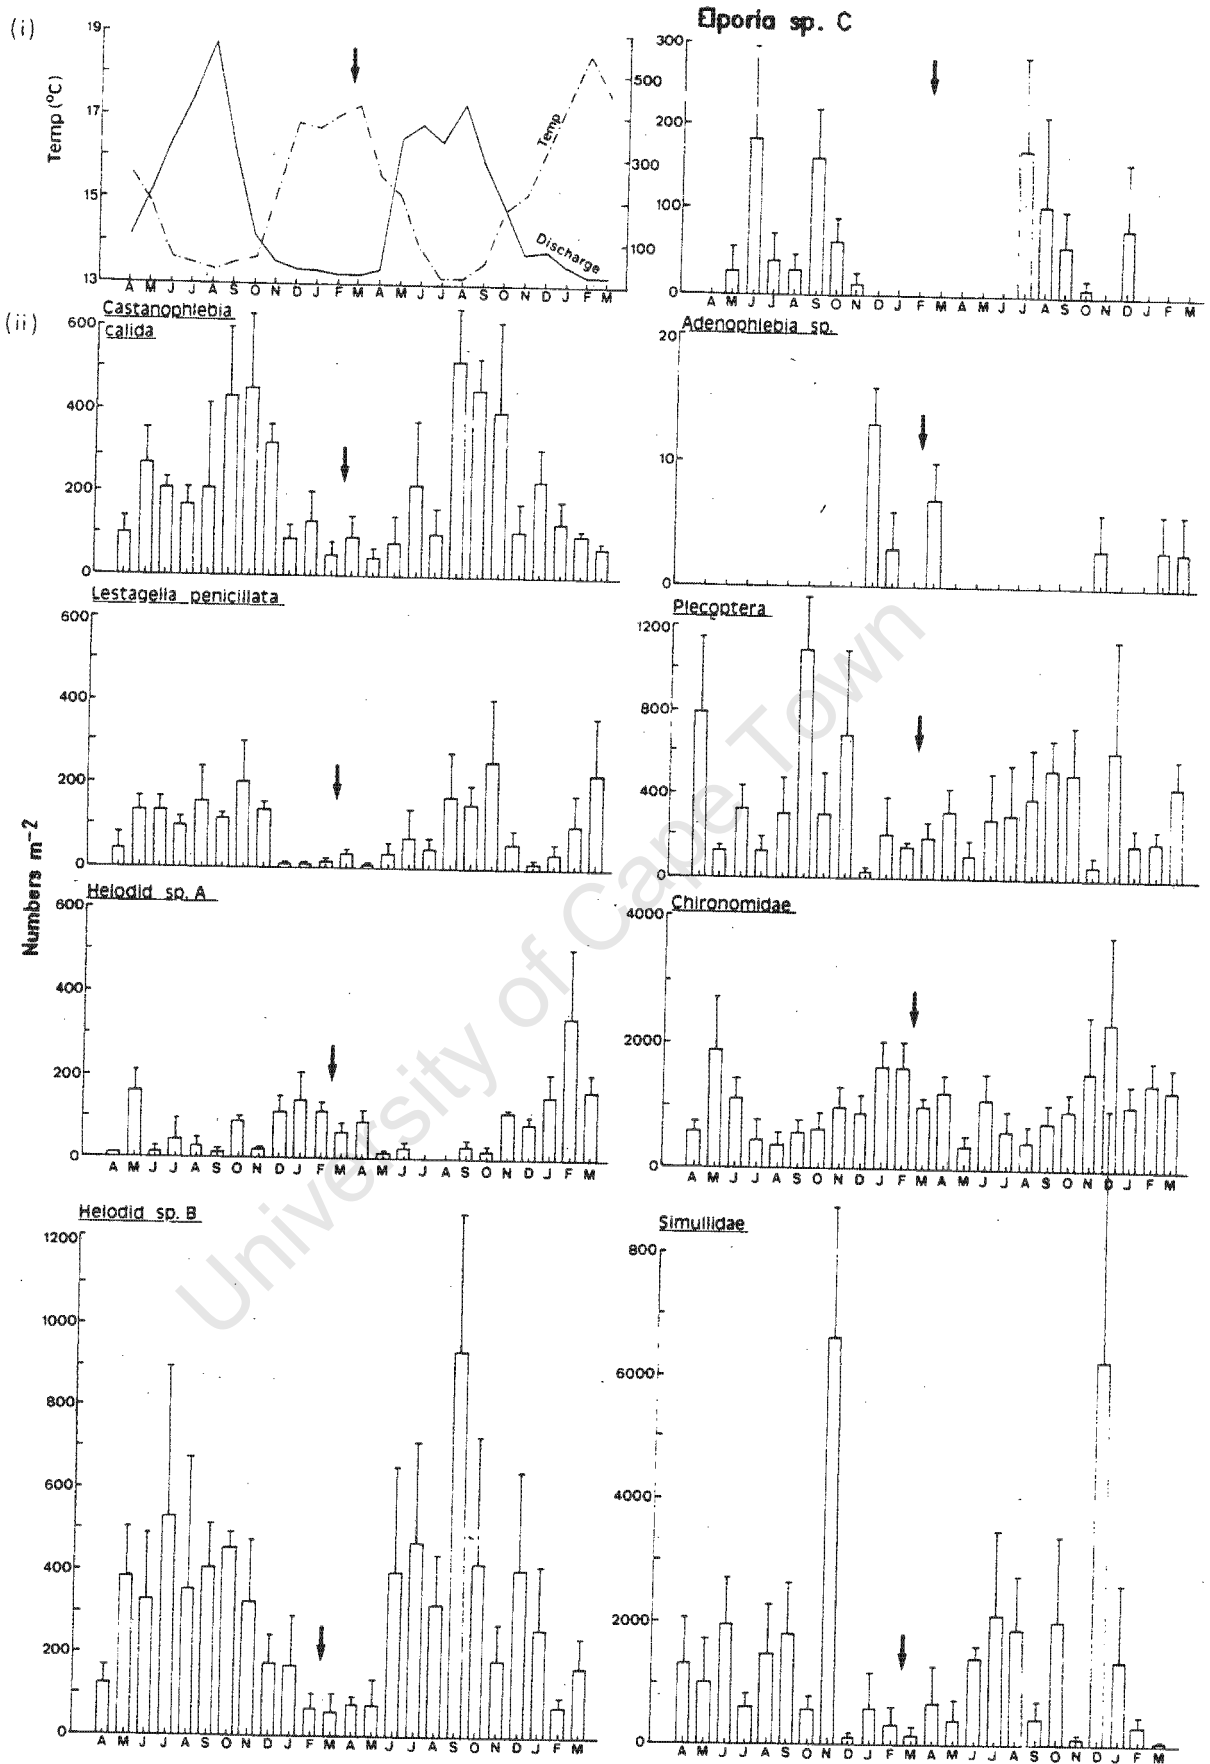 (i)
Elporia sp. C
19
17
15
13
Temp (°C)
500
300
100
Temp
Discharge
A M J J A S O N D J F M A M J J A S O N D J F M
300
200
100
0
A M J J A S O N D J F M A M J J A S O N D J F M
(ii)
Castanophlebia
calida
600
400
200
0
Adenophlebia sp.
20
10
0
Lestagella penicillata
600
400
200
0
Plecoptera
1200
800
400
0
Numbers m⁻²
Helodid sp. A
600
400
200
0
A M J J A S O N D J F M A M J J A S O N D J F M
Chironomidae
4000
2000
0
A M J J A S O N D J F M A M J J A S O N D J F M
Helodid sp. B
1200
1000
800
600
400
200
0
A M J J A S O N D J F M A M J J A S O N D J F M
Simuliidae
800
6000
4000
2000
0
A M J J A S O N D J F M A M J J A S O N D J F M
University of Cape Town